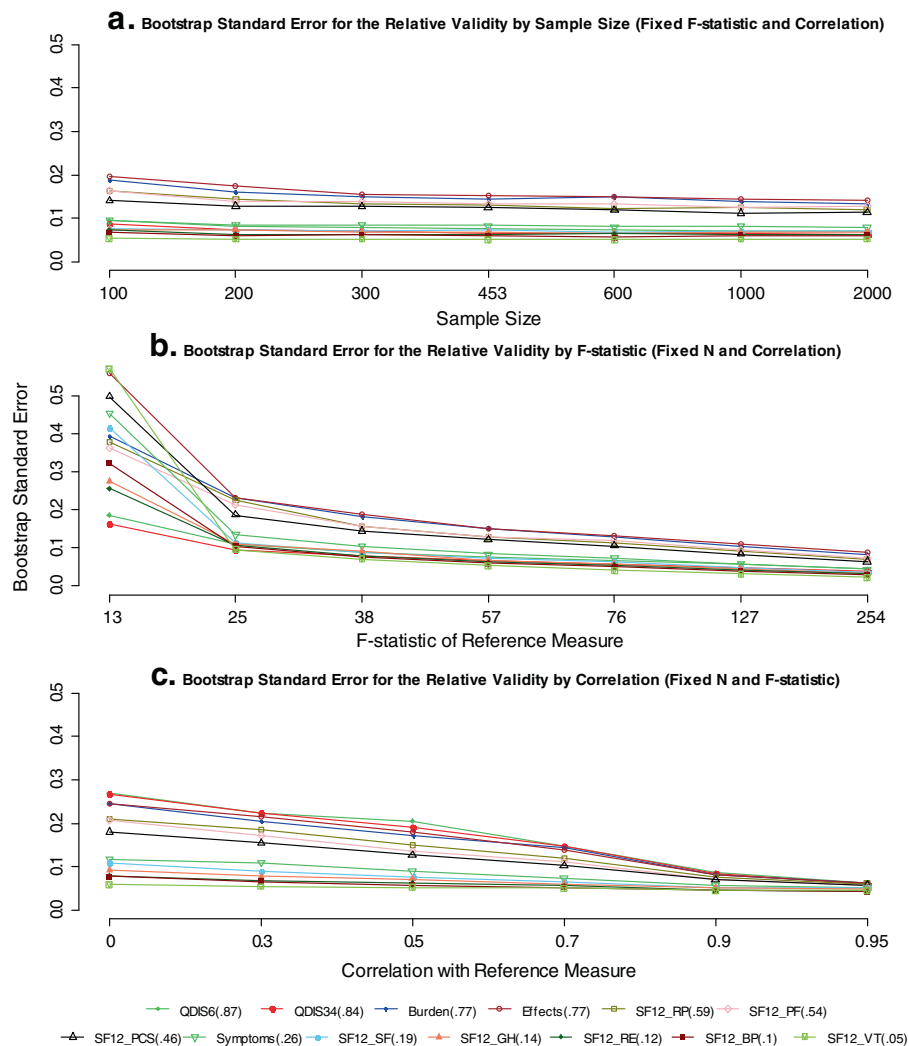 a. Bootstrap Standard Error for the Relative Validity by Sample Size (Fixed F-statistic and Correlation)
0.5
0.4
0.3
0.2
0.1
0.0
100 200 300 453 600 1000 2000
Sample Size
b. Bootstrap Standard Error for the Relative Validity by F-statistic (Fixed N and Correlation)
Bootstrap Standard Error
0.5
0.4
0.3
0.2
0.1
0.0
13 25 38 57 76 127 254
F-statistic of Reference Measure
c. Bootstrap Standard Error for the Relative Validity by Correlation (Fixed N and F-statistic)
0.5
0.4
0.3
0.2
0.1
0.0
0 0.3 0.5 0.7 0.9 0.95
Correlation with Reference Measure
QDIS6(.87) QDIS34(.84) Burden(.77) Effects(.77) SF12_RP(.59) SF12_PF(.54)
SF12_PCS(.46) Symptoms(.26) SF12_SF(.19) SF12_GH(.14) SF12_RE(.12) SF12_BP(.1) SF12_VT(.05)